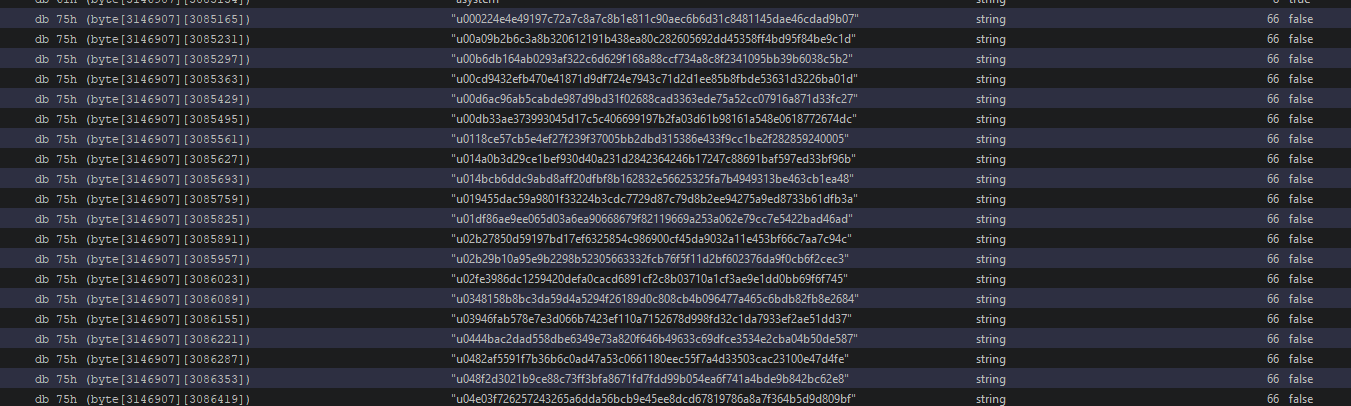 db 75h (byte[3146907][3085165]) "u000224e4e49197c72a7c8a7c8b1e811c90aec6b6d31c8481145dae46cdad9b07" string 66 false
db 75h (byte[3146907][3085231]) "u00a09b2b6c3a8b320612191b438ea80c282605692dd45358ff4bd95f84be9c1d" string 66 false
db 75h (byte[3146907][3085297]) "u00b6db164ab0293af322c6d629f168a88ccf734a8c8f2341095bb39b6038c5b2" string 66 false
db 75h (byte[3146907][3085363]) "u00cd9432efb470e41871d9df724e7943c71d2d1ee85b8fbde53631d3226ba01d" string 66 false
db 75h (byte[3146907][3085429]) "u00d6ac96ab5cabde987d9bd31f02688cad3363ede75a52cc07916a871d33fc27" string 66 false
db 75h (byte[3146907][3085495]) "u00db33ae373993045d17c5c406699197b2fa03d61b98161a548e0618772674dc" string 66 false
db 75h (byte[3146907][3085561]) "u0118ce57cb5e4ef27f239f37005bb2dbd315386e433f9cc1be2f282859240005" string 66 false
db 75h (byte[3146907][3085627]) "u014a0b3d29ce1bef930d40a231d2842364246b17247c88691baf597ed33bf96b" string 66 false
db 75h (byte[3146907][3085693]) "u014bcb6ddc9abd8aff20dfbf8b162832e56625325fa7b4949313be463cb1ea48" string 66 false
db 75h (byte[3146907][3085759]) "u019455dac59a9801f33224b3cdc7729d87c79d8b2ee94275a9ed8733b61dfb3a" string 66 false
db 75h (byte[3146907][3085825]) "u01df86ae9ee065d03a6ea90668679f82119669a253a062e79cc7e5422bad46ad" string 66 false
db 75h (byte[3146907][3085891]) "u02b27850d59197bd17ef6325854c986900cf45da9032a11e453bf66c7aa7c94c" string 66 false
db 75h (byte[3146907][3085957]) "u02b29b10a95e9b2298b52305663332fcb76f5f11d2bf602376da9f0cb6f2cec3" string 66 false
db 75h (byte[3146907][3086023]) "u02fe3986dc1259420defa0cacd6891cf2c8b03710a1cf3ae9e1dd0bb69f6f745" string 66 false
db 75h (byte[3146907][3086089]) "u0348158b8bc3da59d4a5294f26189d0c808cb4b096477a465c6bdb82fb8e2684" string 66 false
db 75h (byte[3146907][3086155]) "u03946fab578e7e3d066b7423ef110a7152678d998fd32c1da7933ef2ae51dd37" string 66 false
db 75h (byte[3146907][3086221]) "u0444bac2dad558dbe6349e73a820f646b49633c69dfce3534e2cba04b50de587" string 66 false
db 75h (byte[3146907][3086287]) "u0482af5591f7b36b6c0ad47a53c0661180eec55f7a4d33503cac23100e47d4fe" string 66 false
db 75h (byte[3146907][3086353]) "u048f2d3021b9ce88c73ff3bfa8671fd7fdd99b054ea6f741a4bde9b842bc62e8" string 66 false
db 75h (byte[3146907][3086419]) "u04e03f726257243265a6dda56bcb9e45ee8dcd67819786a8a7f364b5d9d809bf" string 66 false